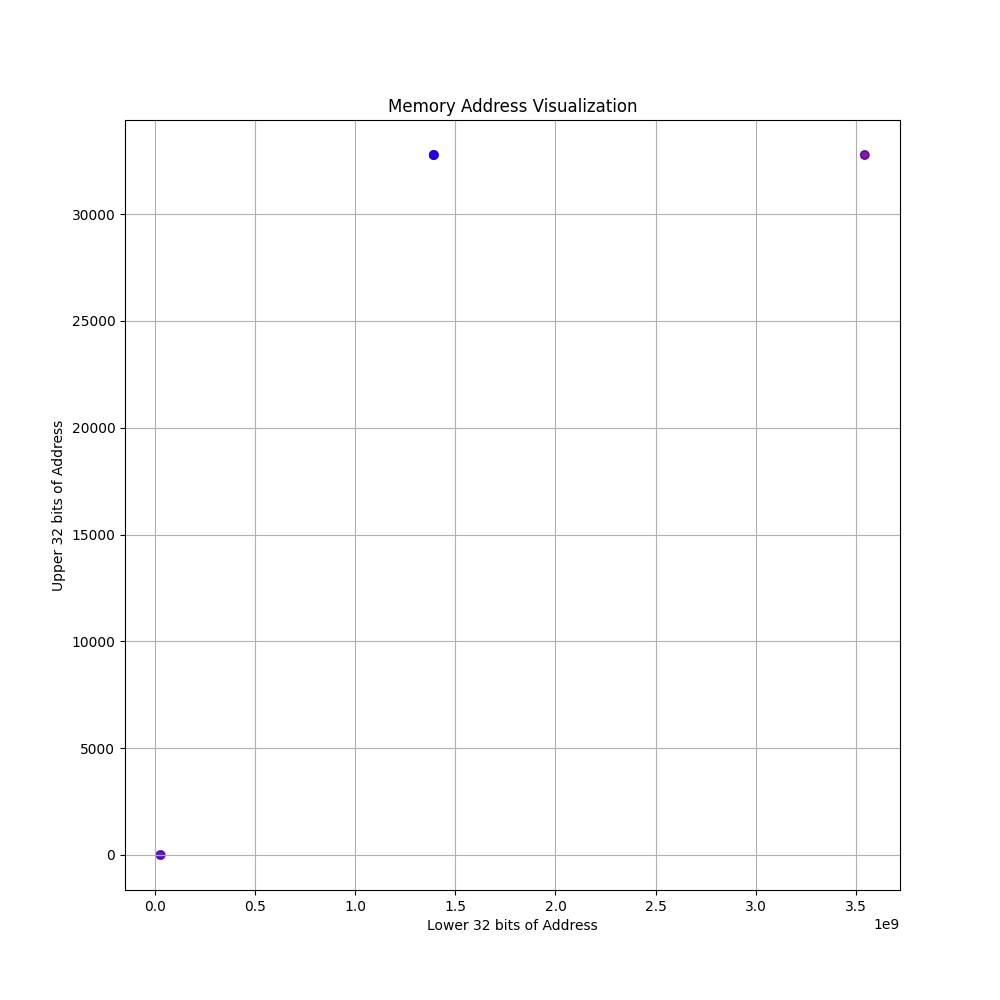 Memory Address Visualization
30000
25000
20000
15000
10000
5000
0
Upper 32 bits of Address
0.0 0.5 1.0 1.5 2.0 2.5 3.0 3.5
1e9
Lower 32 bits of Address